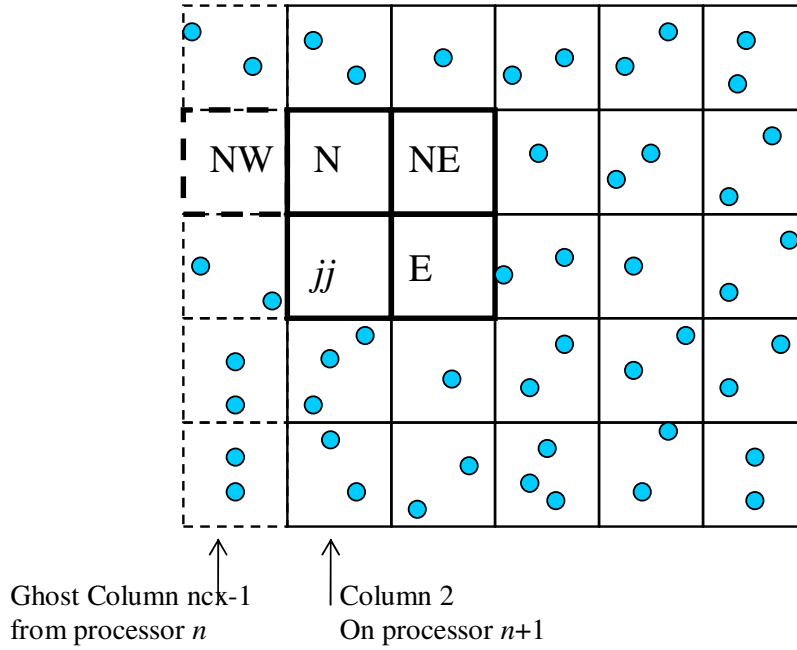 NW N NE
jj E
Ghost Column ncx-1
from processor n
Column 2
On processor n+1